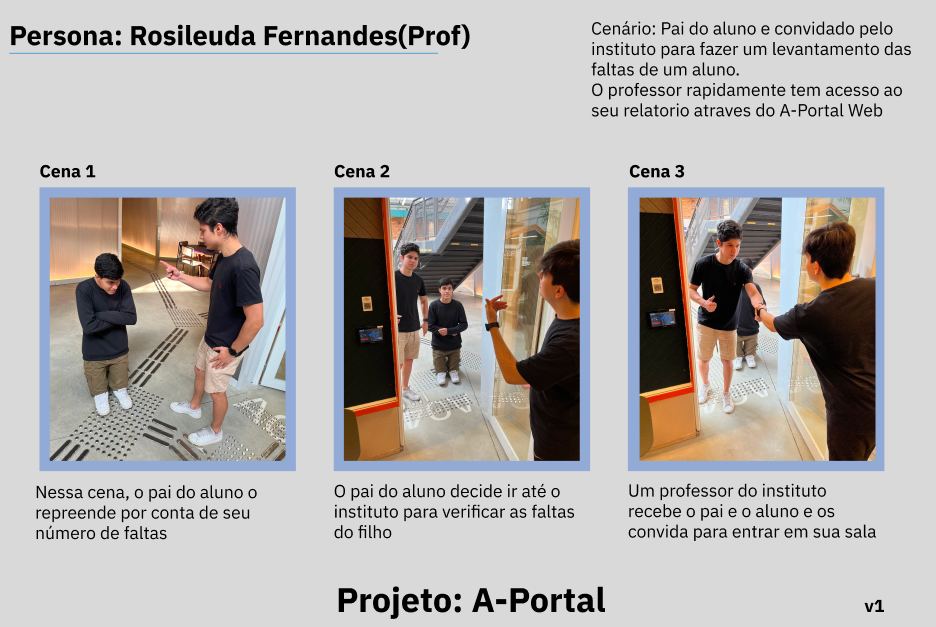 Persona: Rosileuda Fernandes(Prof)
Cenário: Pai do aluno e convidado pelo
instituto para fazer um levantamento das
faltas de um aluno.
O professor rapidamente tem acesso ao
seu relatorio atraves do A-Portal Web
Cena 1
Cena 2
Cena 3
Nessa cena, o pai do aluno o
repreende por conta de seu
número de faltas
O pai do aluno decide ir até o
instituto para verificar as faltas
do filho
Um professor do instituto
recebe o pai e o aluno e os
convida para entrar em sua sala
Projeto: A-Portal
v1